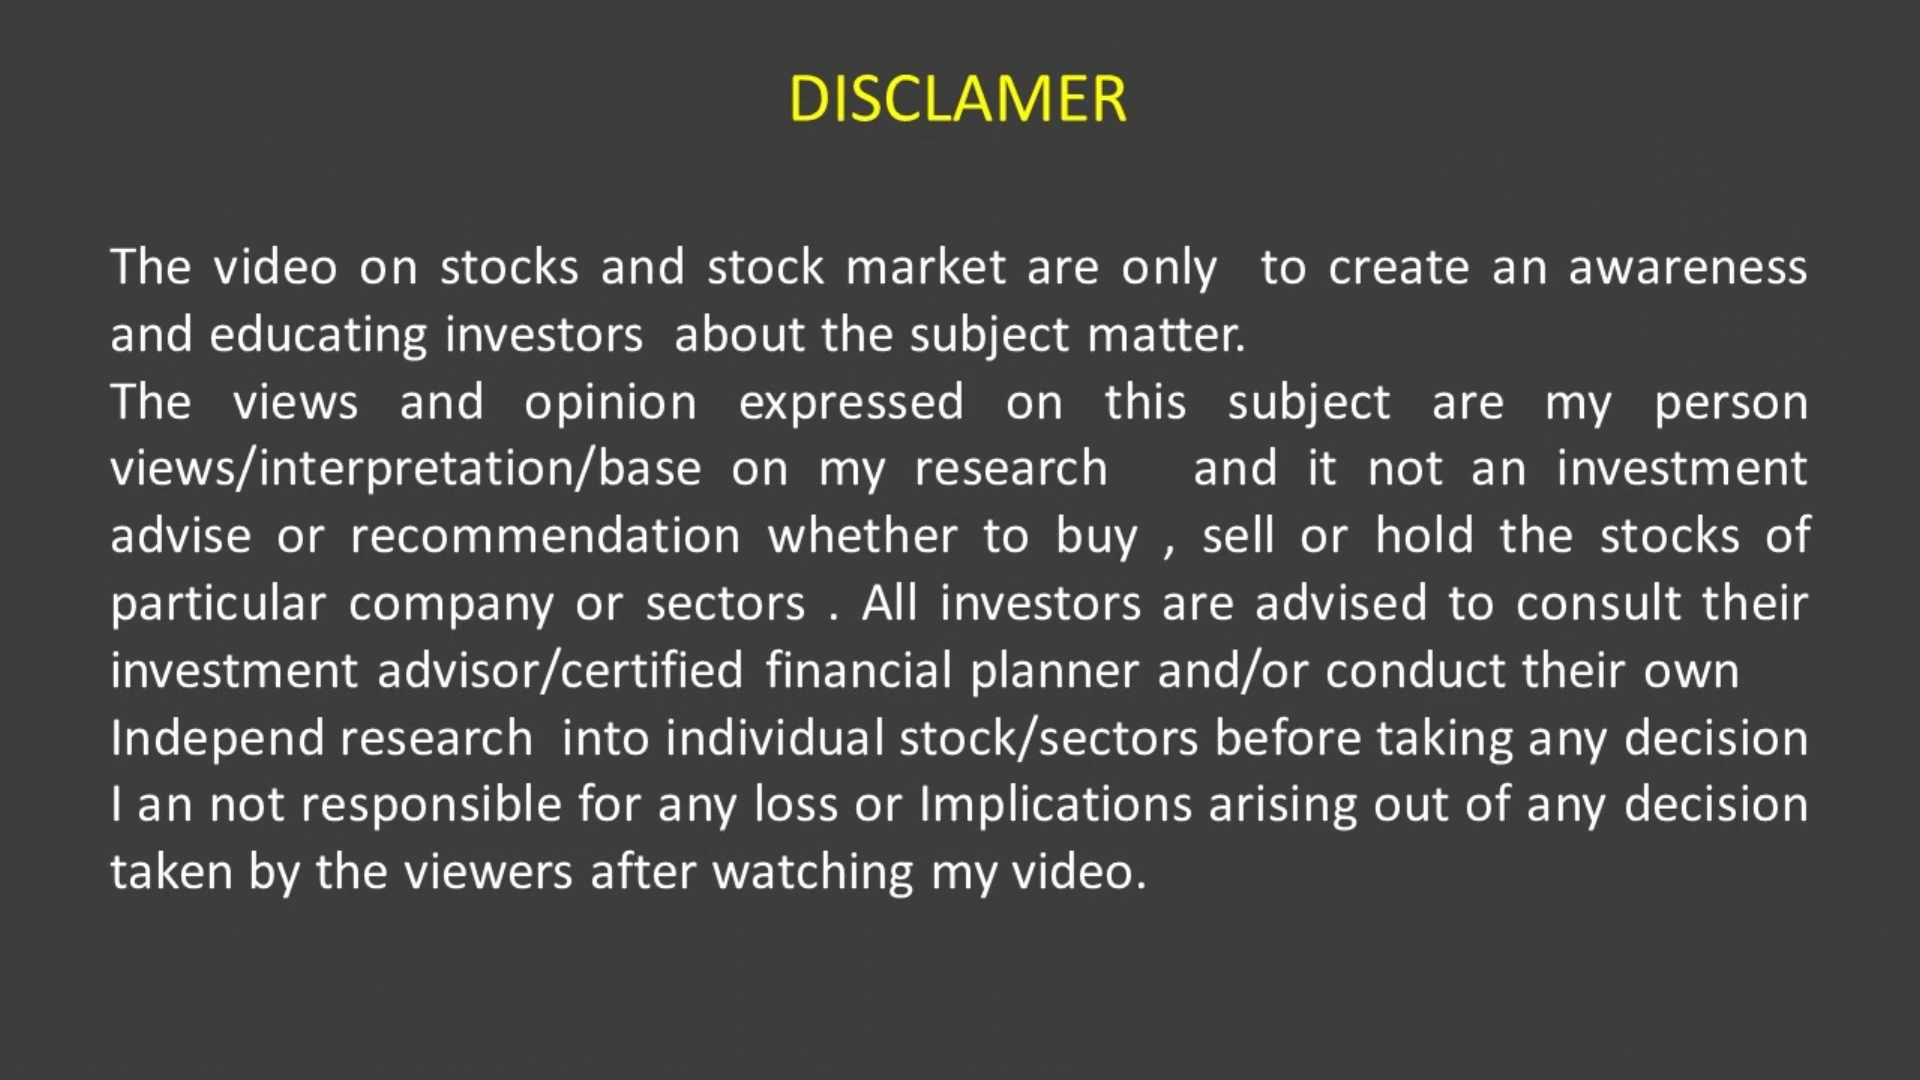 DISCLAMER
The video on stocks and stock market are only to create an awareness
and educating investors about the subject matter.
The views and opinion expressed on this subject are my person
views/interpretation/base on my research and it not an investment
advise or recommendation whether to buy , sell or hold the stocks of
particular company or sectors . All investors are advised to consult their
investment advisor/certified financial planner and/or conduct their own
Independ research into individual stock/sectors before taking any decision
I an not responsible for any loss or Implications arising out of any decision
taken by the viewers after watching my video.